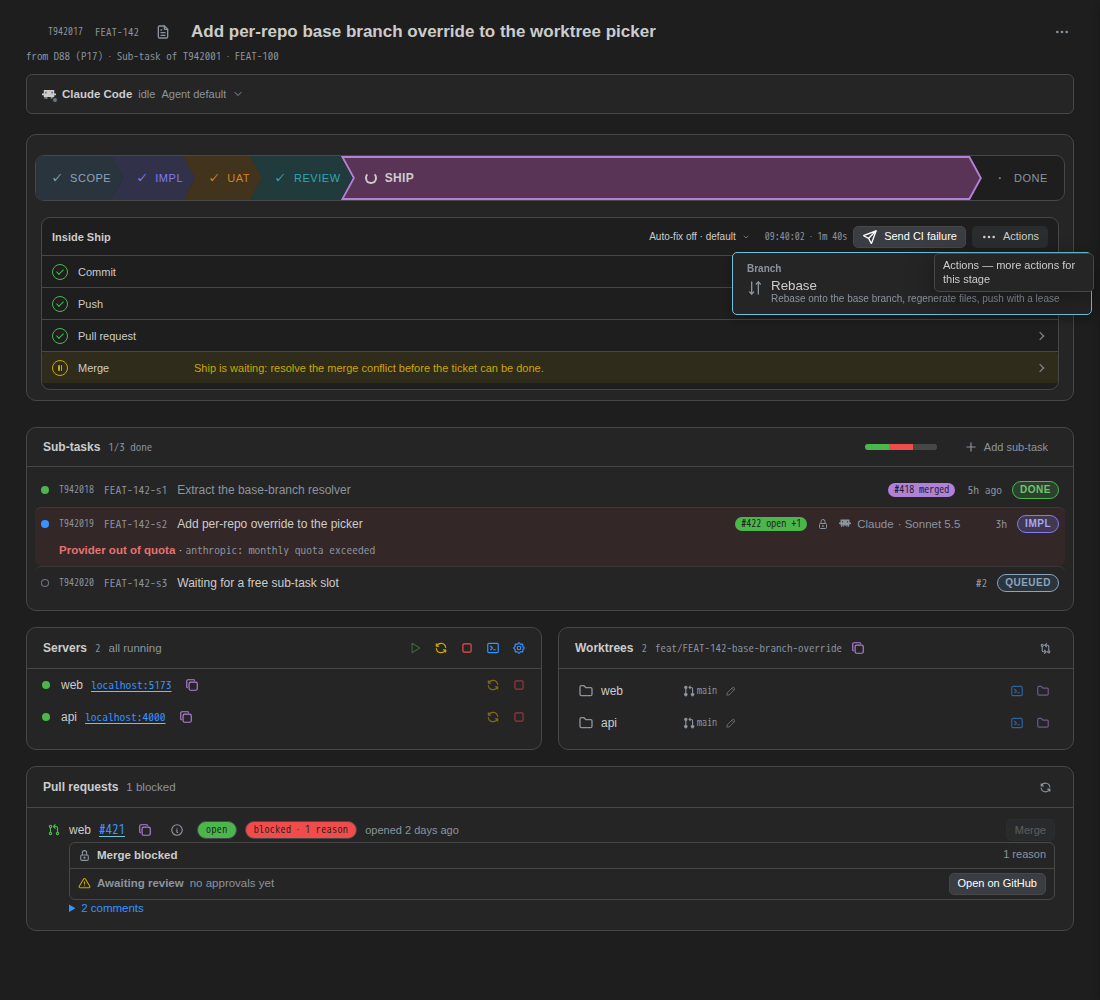 T942017 FEAT-142 Add per-repo base branch override to the worktree picker
from D88 (P17) · Sub-task of T942001 · FEAT-100
Claude Code idle Agent default
SCOPE IMPL UAT REVIEW SHIP DONE
Inside Ship Auto-fix off · default 09:40:02 · 1m 40s Send CI failure Actions
Commit
Push
Pull request
Merge Ship is waiting: resolve the merge conflict before the ticket can be done.
Branch
Rebase
Rebase onto the base branch, regenerate files, push with a lease
Actions — more actions for
this stage
Sub-tasks 1/3 done Add sub-task
T942018 FEAT-142-s1 Extract the base-branch resolver #418 merged 5h ago DONE
T942019 FEAT-142-s2 Add per-repo override to the picker #422 open +1 Claude · Sonnet 5.5 3h IMPL
Provider out of quota · anthropic: monthly quota exceeded
T942020 FEAT-142-s3 Waiting for a free sub-task slot #2 QUEUED
Servers 2 all running
web localhost:5173
api localhost:4000
Worktrees 2 feat/FEAT-142-base-branch-override
web main
api main
Pull requests 1 blocked
web #421 open blocked · 1 reason opened 2 days ago Merge
Merge blocked 1 reason
Awaiting review no approvals yet Open on GitHub
2 comments